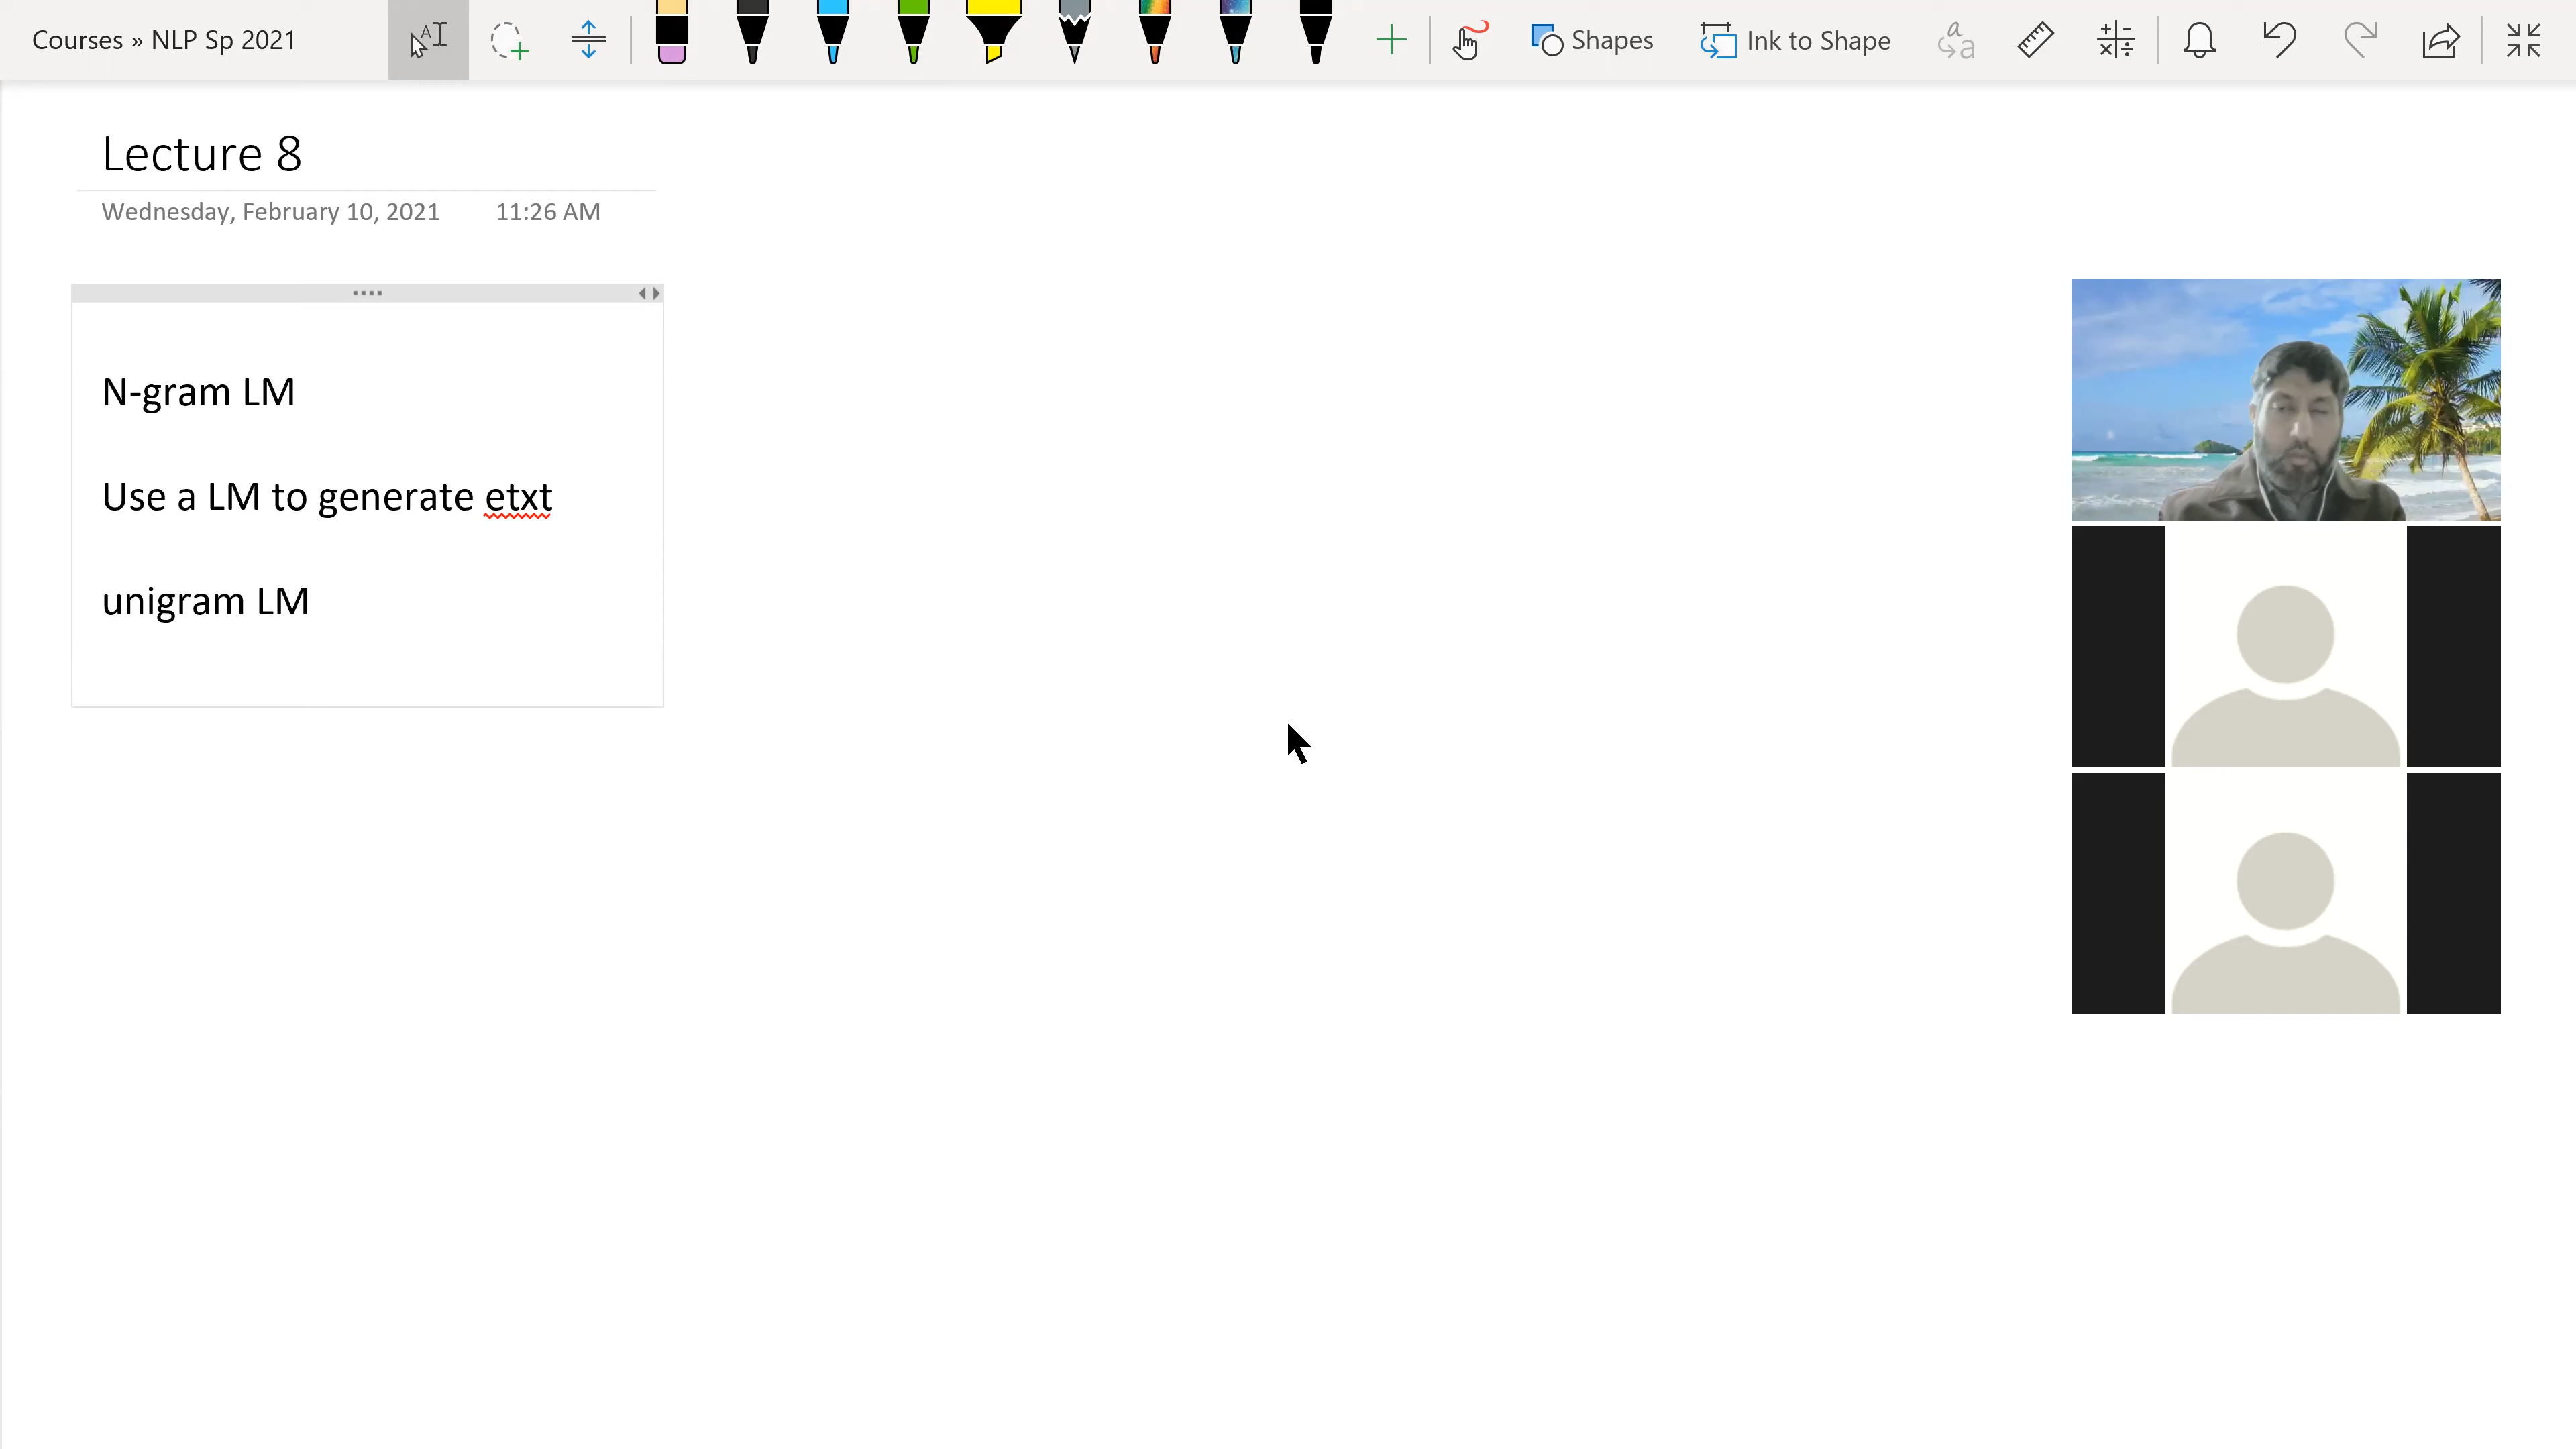 Courses » NLP Sp 2021
Shapes
Ink to Shape
Lecture 8
Wednesday, February 10, 2021 11:26 AM
N-gram LM
Use a LM to generate etxt
unigram LM